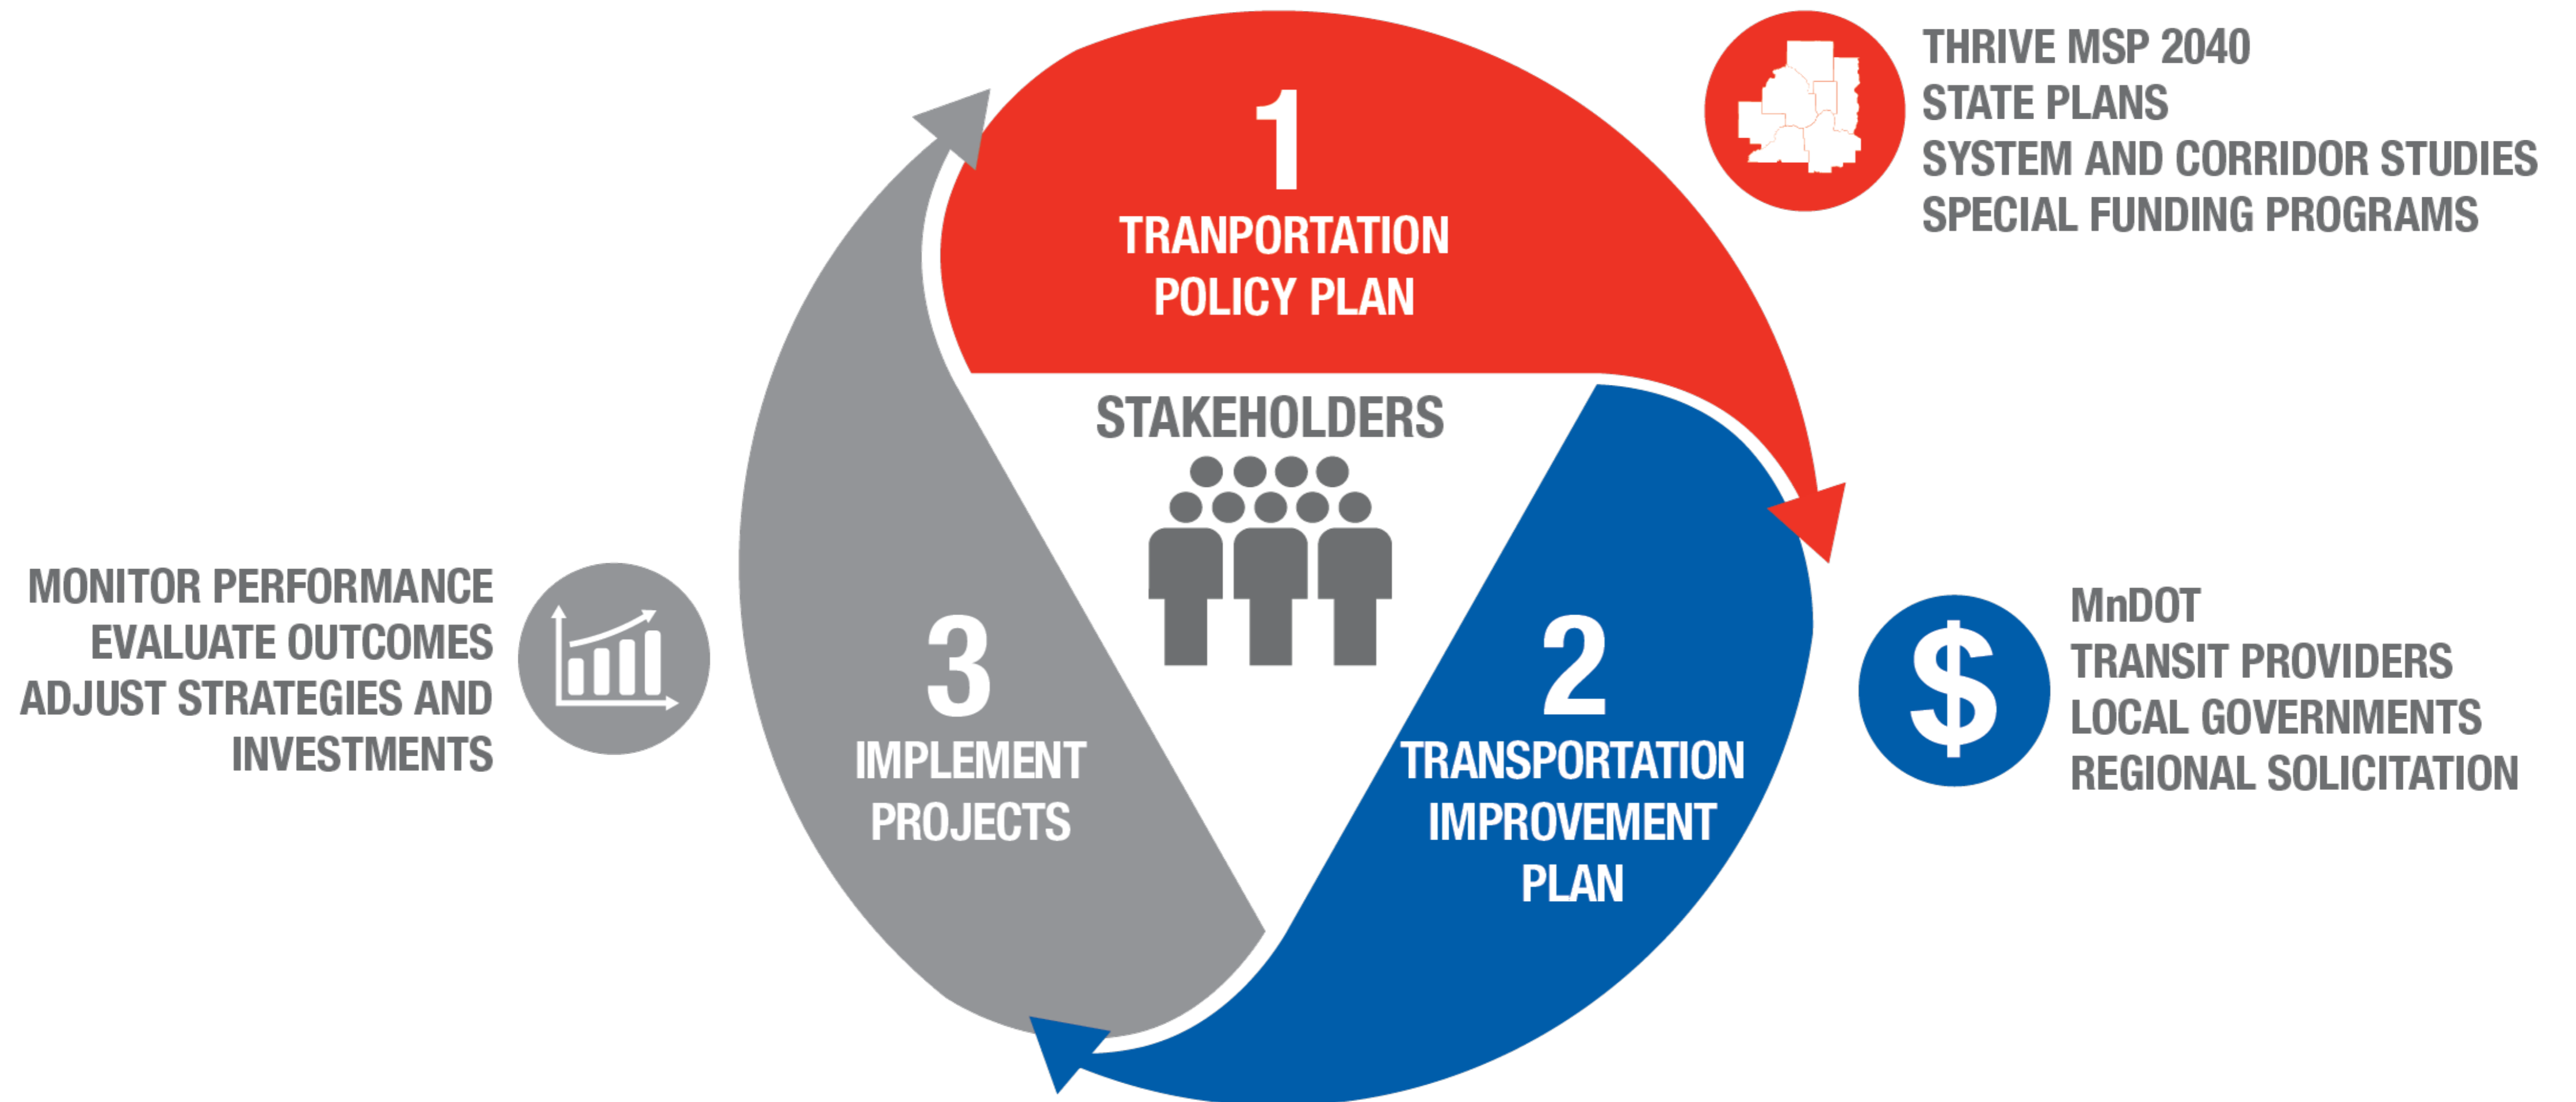 1
TRANPORTATION
POLICY PLAN
THRIVE MSP 2040
STATE PLANS
SYSTEM AND CORRIDOR STUDIES
SPECIAL FUNDING PROGRAMS
STAKEHOLDERS
2
TRANSPORTATION
IMPROVEMENT
PLAN
$
MnDOT
TRANSIT PROVIDERS
LOCAL GOVERNMENTS
REGIONAL SOLICITATION
3
IMPLEMENT
PROJECTS
MONITOR PERFORMANCE
EVALUATE OUTCOMES
ADJUST STRATEGIES AND
INVESTMENTS